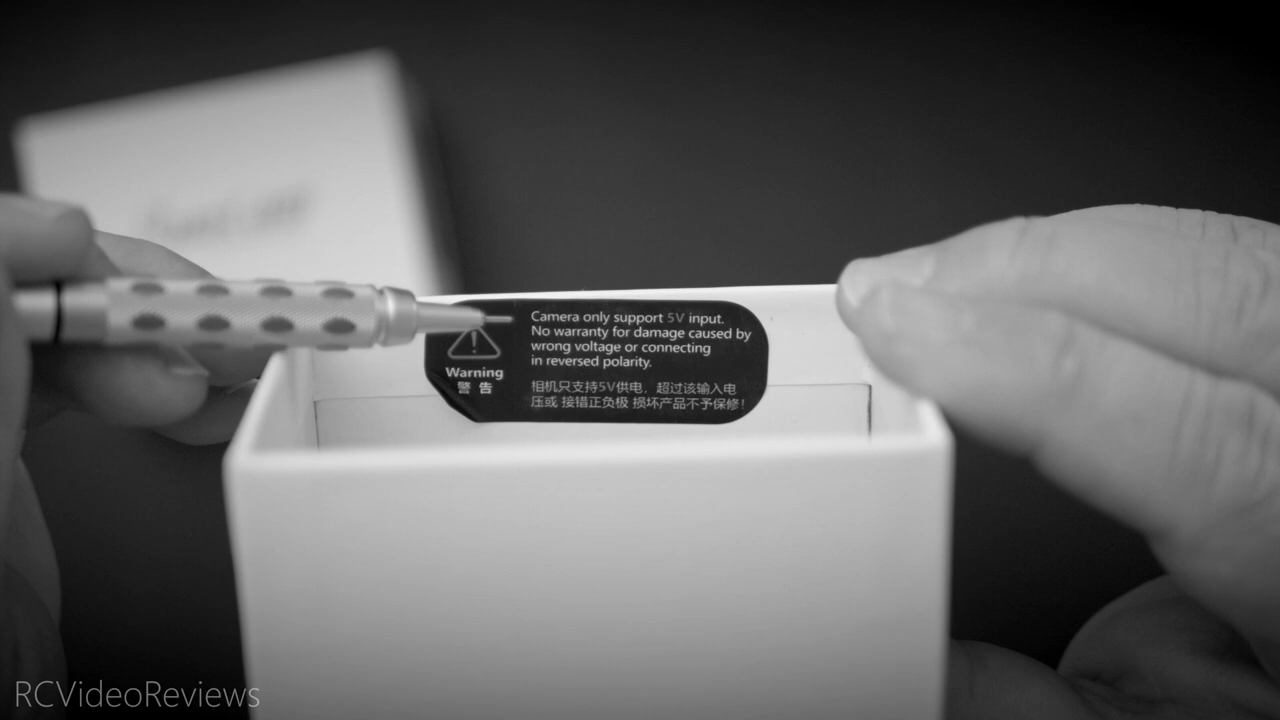 Camera only support 5V input.
No warranty for damage caused by
wrong voltage or connecting
in reversed polarity.
Warning
警告
相机只支持5V供电，超过该输入电
压或 接错正负极 损坏产品不予保修！
RCVideoReviews